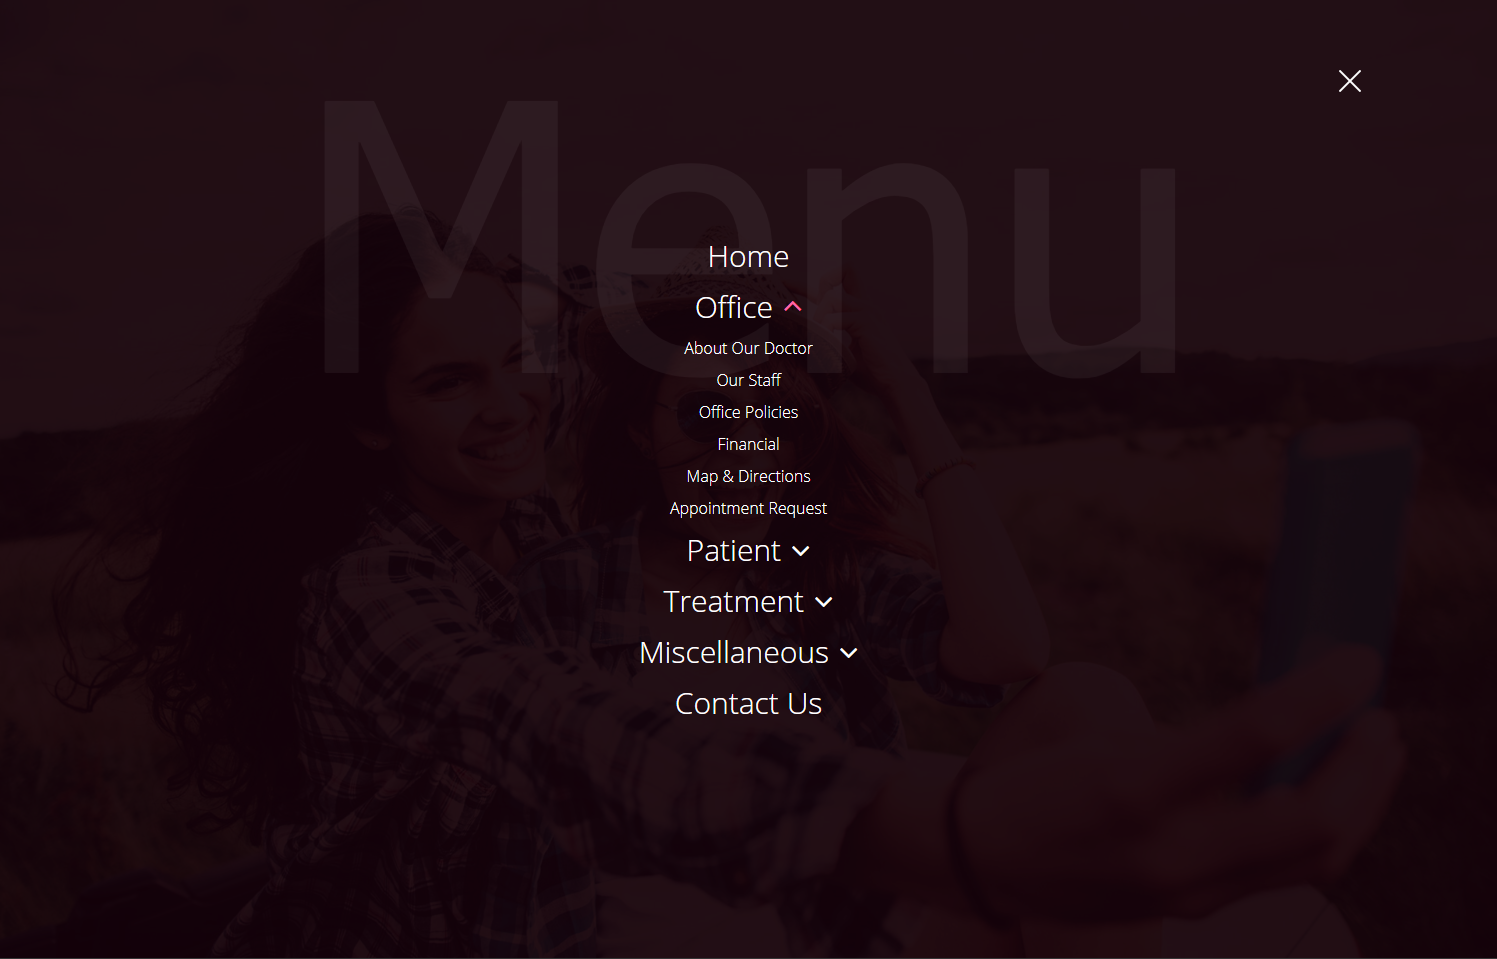 Menu
Home
Office
About Our Doctor
Our Staff
Office Policies
Financial
Map & Directions
Appointment Request
Patient
Treatment
Miscellaneous
Contact Us